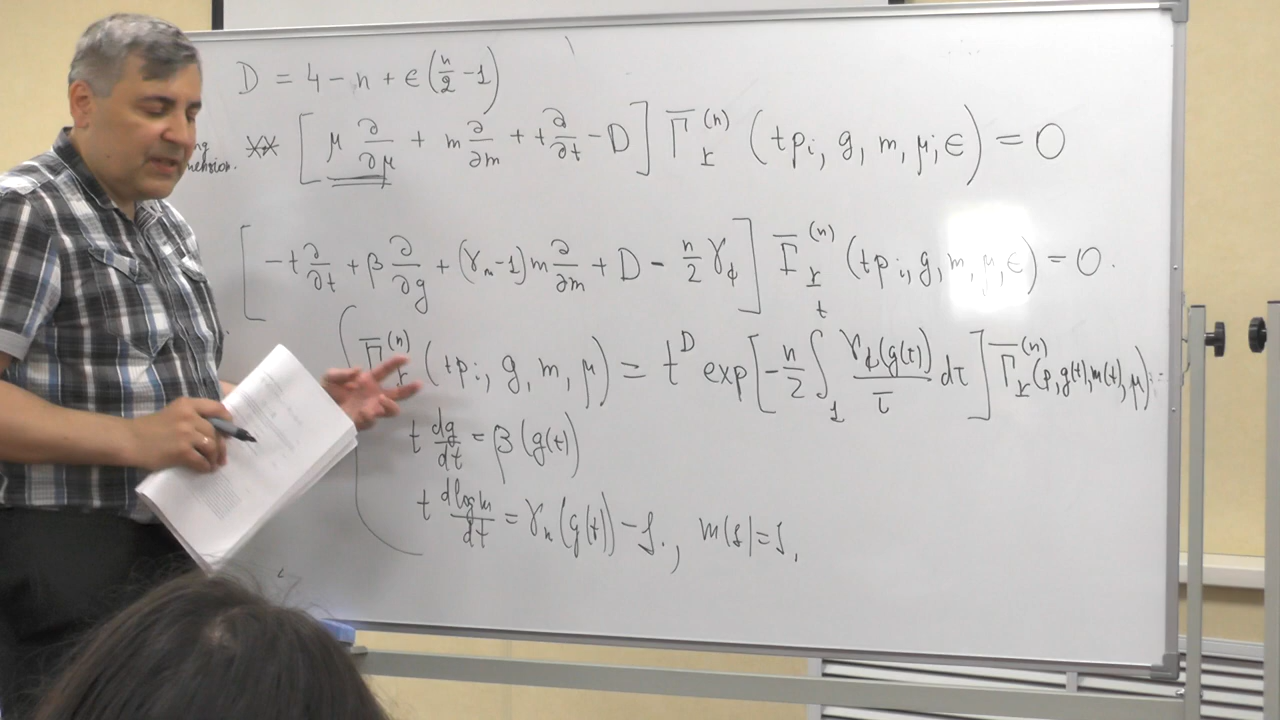 D = 4 - n + ε (n/2 - 1)
** [ μ ∂/∂μ + m ∂/∂m + t ∂/∂t - D ] Γ̅_r^(n) (tp_i, g, m, μ; ε) = 0
[ -t ∂/∂t + β ∂/∂g + (γ_m - 1) m ∂/∂m + D - n/2 γ_φ ] Γ̅_r^(n) (tp_i, g, m, μ, ε) = 0.
t
Γ̅_r^(n) (tp_i, g, m, μ) = t^D exp[ -n/2 ∫_1 γ_φ(g(t))/τ dτ ] Γ̅_r^(n) (p, g(t), m(t), μ)
t dg/dt = β (g(t))
t dlog m/dt = γ_m (g(t)) - 1., m(1) = 1.